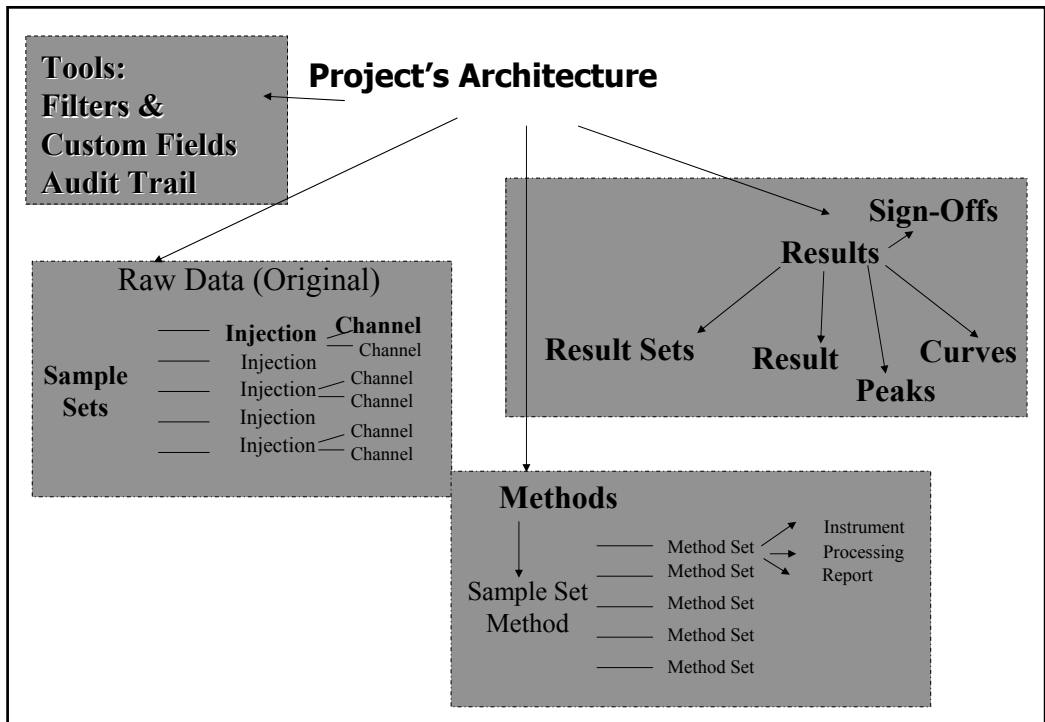 Project's Architecture
Tools:
Filters &
Custom Fields
Audit Trail
Sign-Offs
Results
Result Sets
Result
Curves
Peaks
Raw Data (Original)
Sample
Sets
Injection
Channel
Channel
Injection
Injection
Channel
Channel
Injection
Injection
Channel
Channel
Methods
Sample Set
Method
Method Set
Instrument
Processing
Report
Method Set
Method Set
Method Set
Method Set